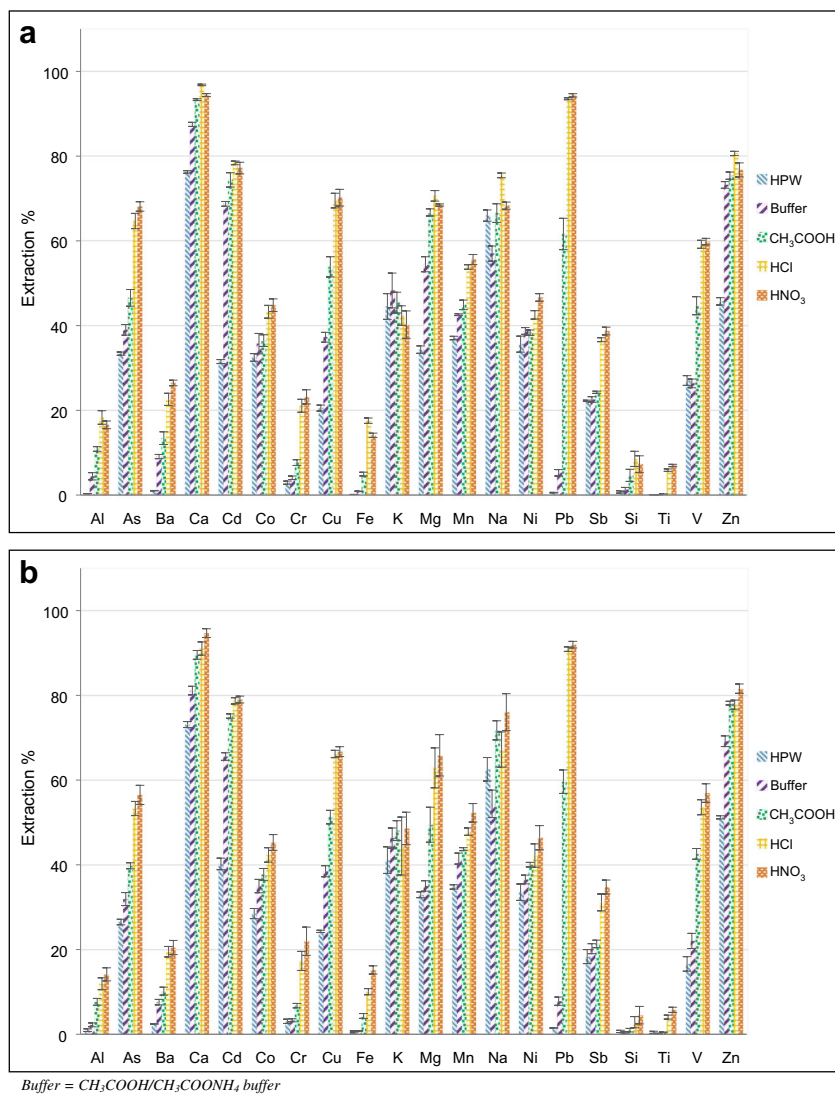 a
Extraction %
100
80
60
40
20
0
Al As Ba Ca Cd Co Cr Cu Fe K Mg Mn Na Ni Pb Sb Si Ti V Zn
HPW
Buffer
CH₃COOH
HCl
HNO₃
b
Extraction %
100
80
60
40
20
0
Al As Ba Ca Cd Co Cr Cu Fe K Mg Mn Na Ni Pb Sb Si Ti V Zn
HPW
Buffer
CH₃COOH
HCl
HNO₃
Buffer = CH₃COOH/CH₃COONH₄ buffer